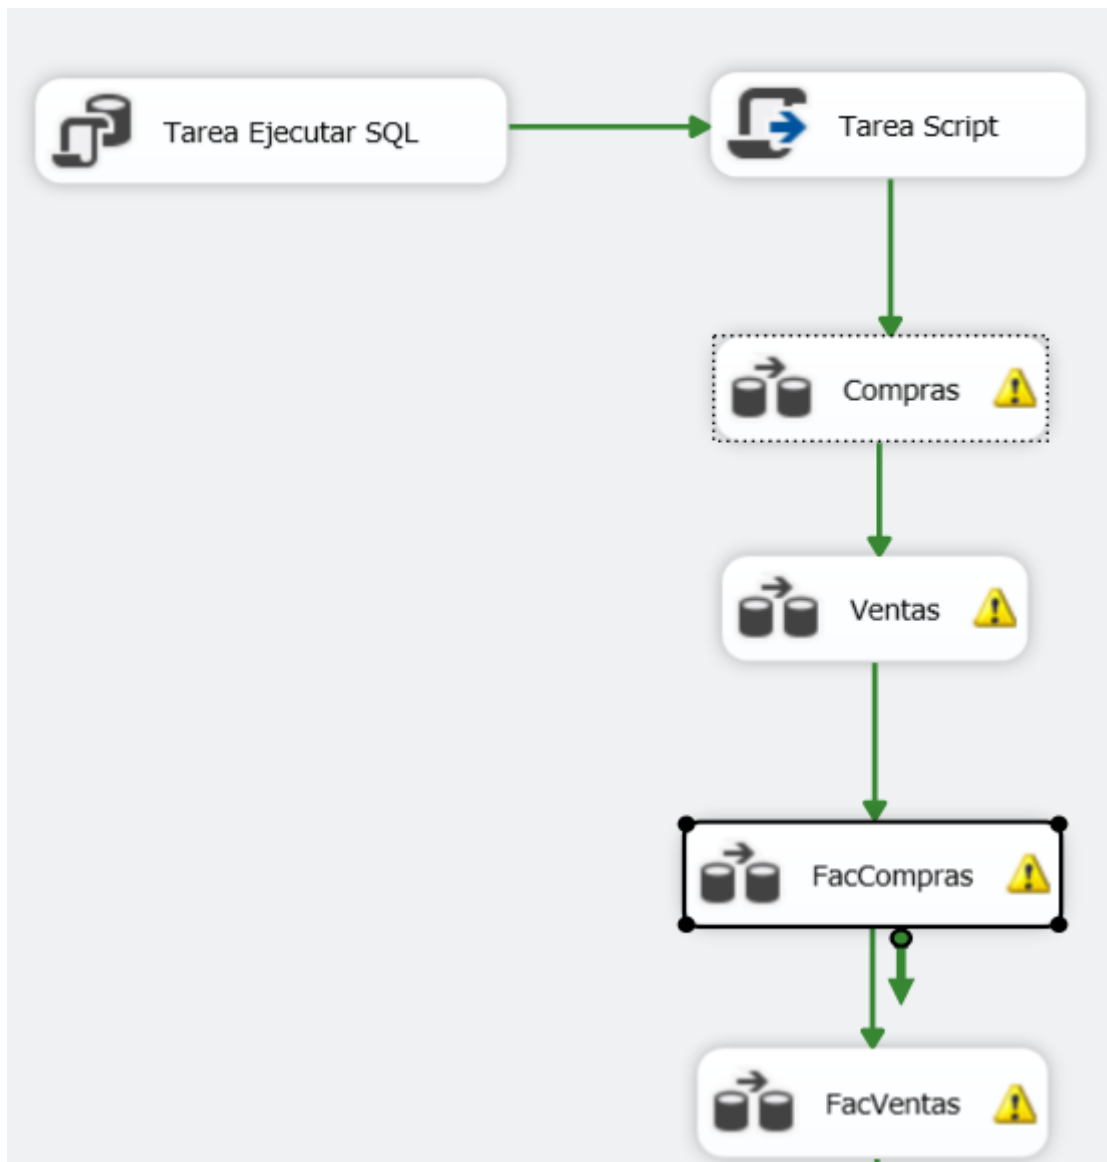 Tarea Ejecutar SQL
Tarea Script
Compras
Ventas
FacCompras
FacVentas